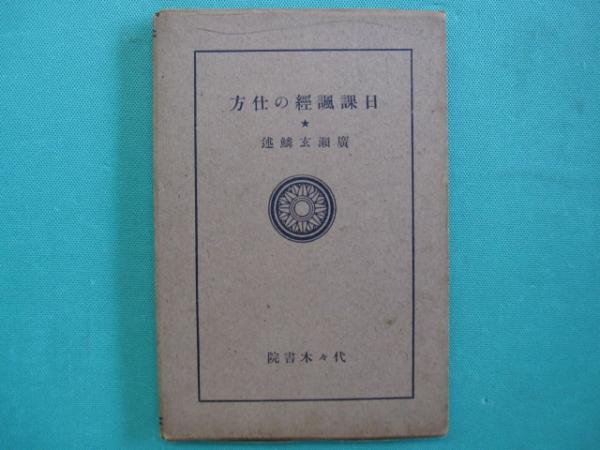 日課諷經の仕方
★
廣瀬玄鱗述
代々木書院